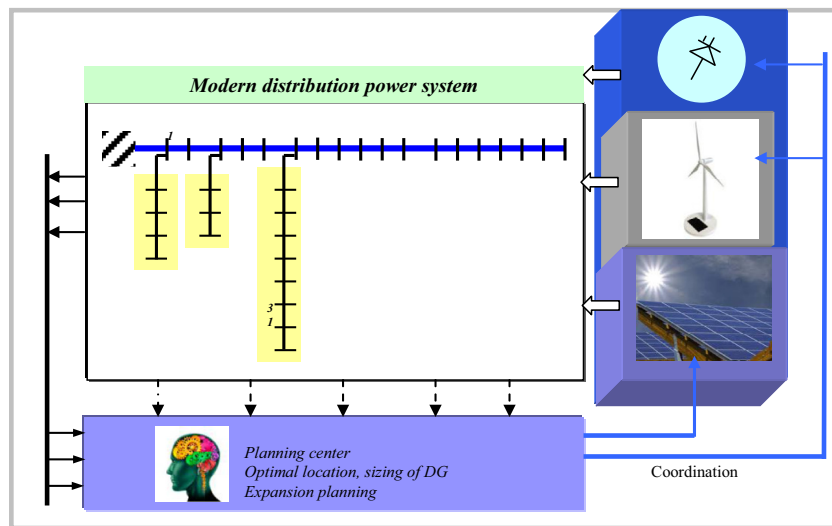 Modern distribution power system
1
3
1
Planning center
Optimal location, sizing of DG
Expansion planning
Coordination